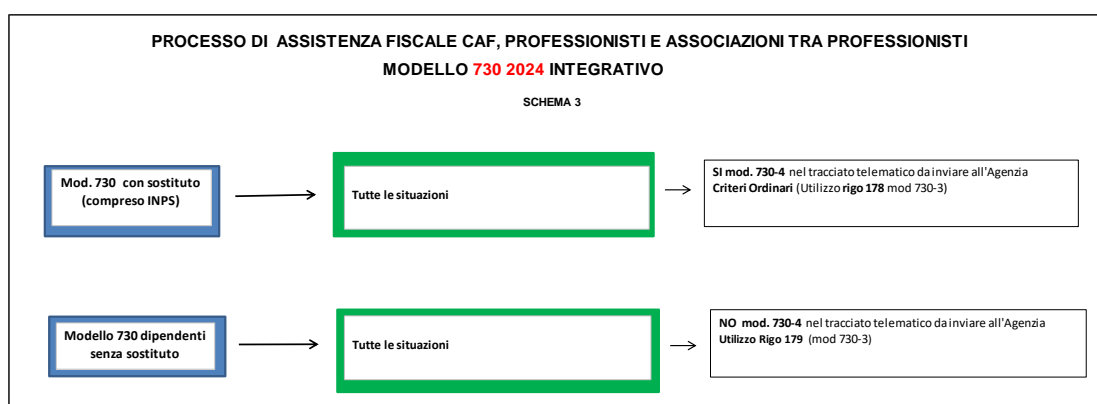 PROCESSO DI ASSISTENZA FISCALE CAF, PROFESSIONISTI E ASSOCIAZIONI TRA PROFESSIONISTI
MODELLO 730 2024 INTEGRATIVO
SCHEMA 3
Mod. 730 con sostituto
(compreso INPS)
Tutte le situazioni
SI mod. 730-4 nel tracciato telematico da inviare all'Agenzia
Criteri Ordinari (Utilizzo rigo 178 mod 730-3)
Modello 730 dipendenti
senza sostituto
Tutte le situazioni
NO mod. 730-4 nel tracciato telematico da inviare all'Agenzia
Utilizzo Rigo 179 (mod 730-3)